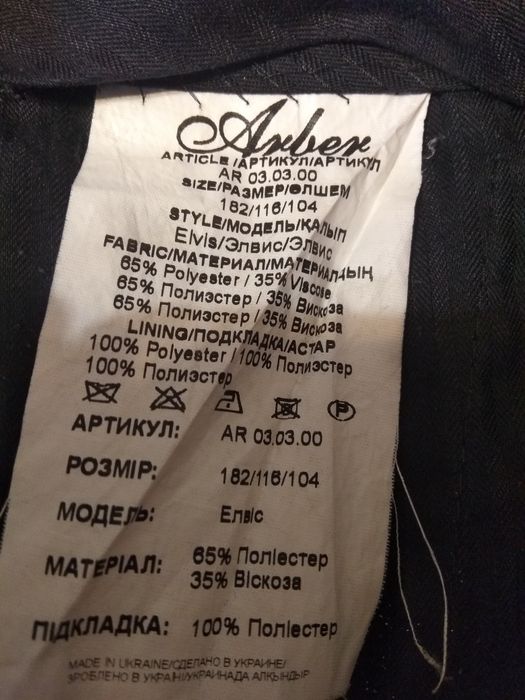 Arber
ARTICLE/АРТИКУЛ/АРТИКУЛ
AR 03.03.00
SIZE/РАЗМЕР/ӨЛШЕМ
182/116/104
STYLE/МОДЕЛЬ/ҚАЛЫП
Elvis/Элвис/Элвис
FABRIC/МАТЕРИАЛ/МАТЕРИАЛДЫҢ
65% Polyester / 35% Viscose
65% Полиэстер / 35% Вискоза
65% Полиэстер / 35% Вискоза
LINING/ПОДКЛАДКА/АСТАР
100% Polyester / 100% Полиэстер
100% Полиэстер
P
АРТИКУЛ: AR 03.03.00
РОЗМІР: 182/116/104
МОДЕЛЬ: Елвіс
МАТЕРІАЛ: 65% Поліестер
35% Віскоза
ПІДКЛАДКА: 100% Поліестер
MADE IN UKRAINE/СДЕЛАНО В УКРАИНЕ/
ЗРОБЛЕНО В УКРАЇНІ/УКРАИНАДА